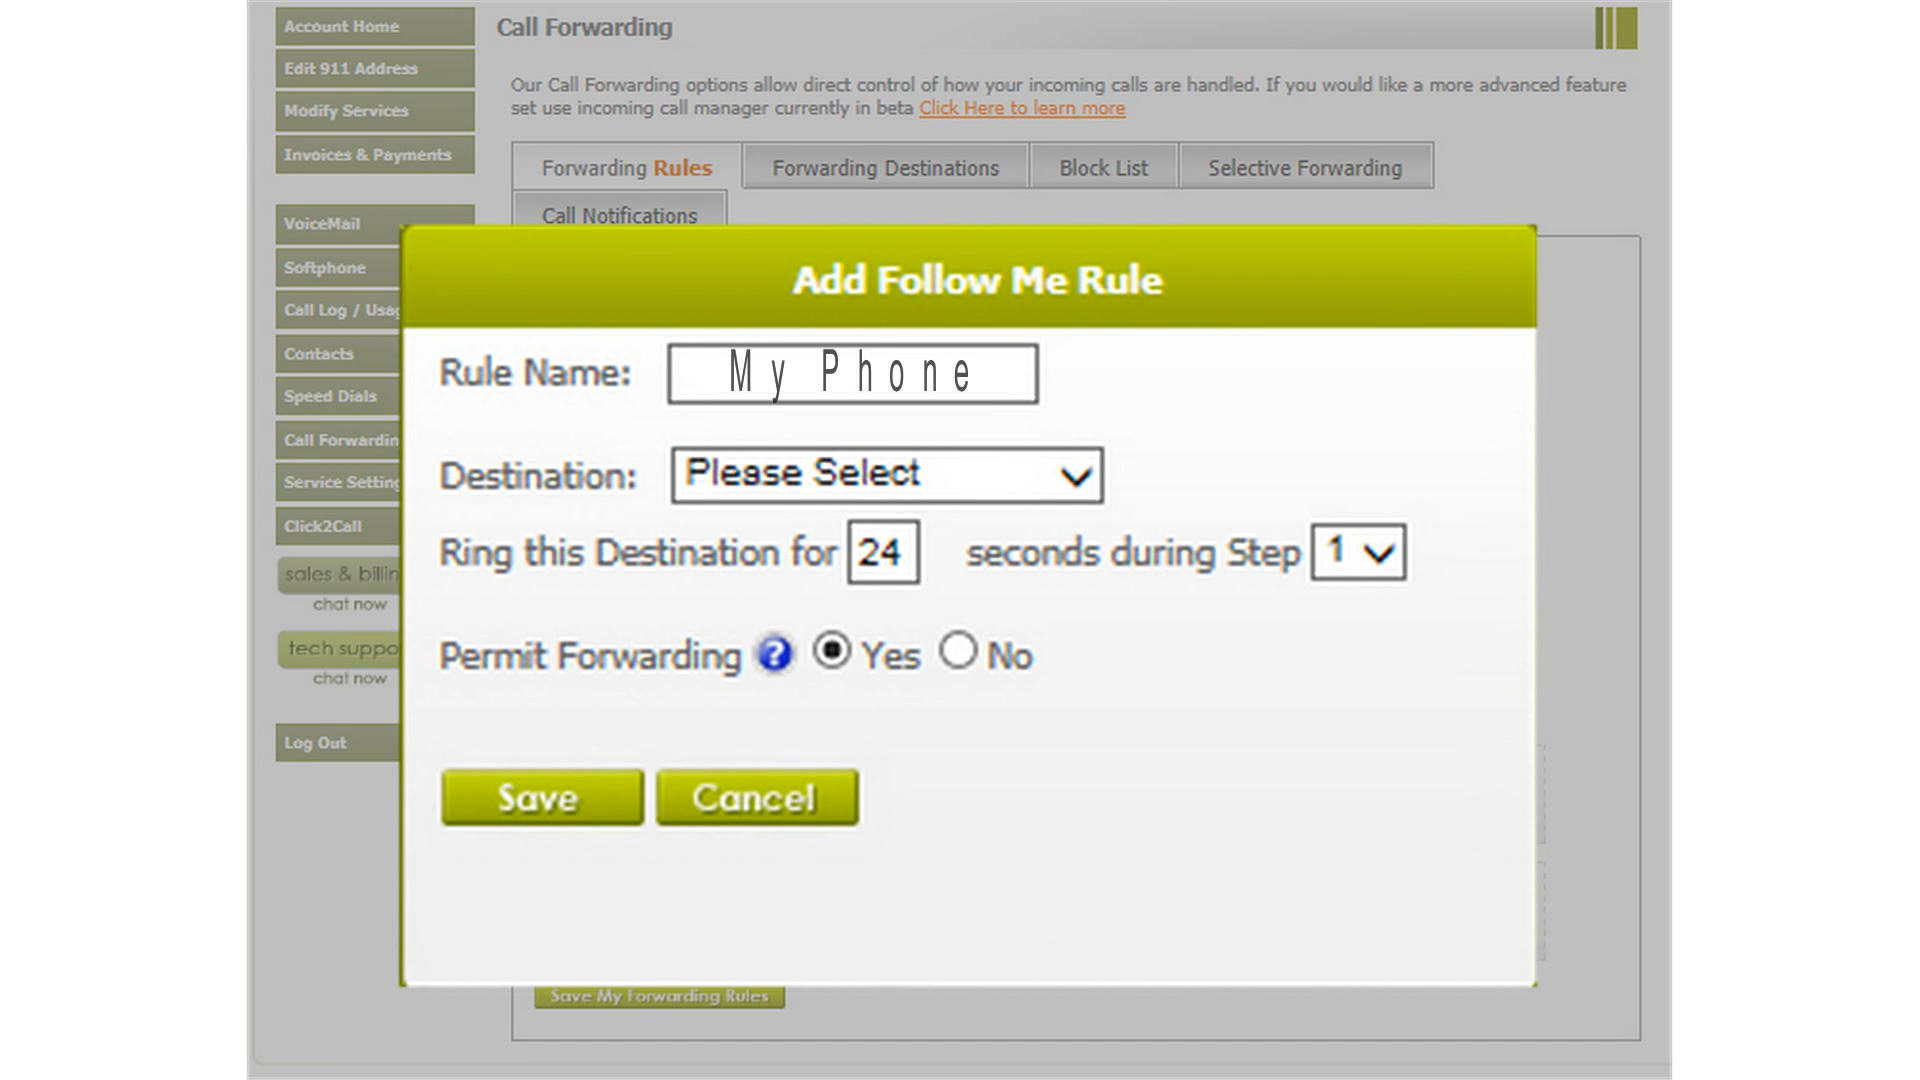 Account Home
Edit 911 Address
Modify Services
Invoices & Payments
VoiceMail
Softphone
Call Log / Usag
Contacts
Speed Dials
Call Forwardin
Service Setting
Click2Call
sales & billin
chat now
tech suppo
chat now
Log Out
Call Forwarding
Our Call Forwarding options allow direct control of how your incoming calls are handled. If you would like a more advanced feature
set use incoming call manager currently in beta Click Here to learn more
Forwarding Rules
Forwarding Destinations
Block List
Selective Forwarding
Call Notifications
Add Follow Me Rule
Rule Name: My Phone
Destination: Please Select
Ring this Destination for 24 seconds during Step 1
Permit Forwarding ? Yes No
Save Cancel
Save My Forwarding Rules